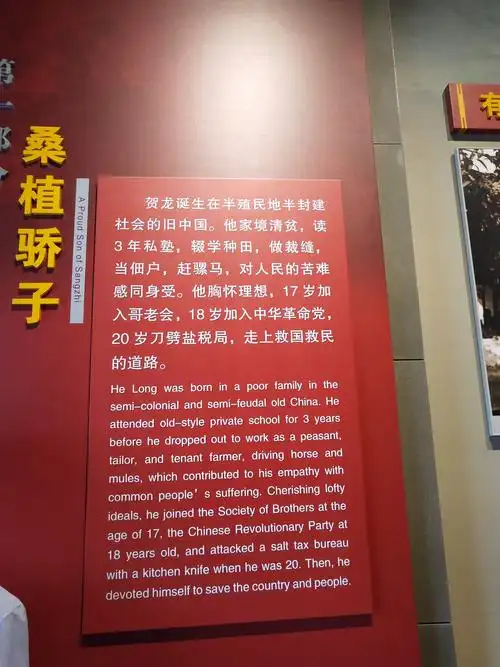 第一部分
桑植骄子
A Proud Son of Sangzhi
贺龙诞生在半殖民地半封建
社会的旧中国。他家境清贫，读
3 年私塾，辍学种田，做裁缝，
当佃户，赶骡马，对人民的苦难
感同身受。他胸怀理想，17 岁加
入哥老会，18 岁加入中华革命党，
20 岁刀劈盐税局，走上救国救民
的道路。
He Long was born in a poor family in the
semi-colonial and semi-feudal old China. He
attended old-style private school for 3 years
before he dropped out to work as a peasant,
tailor, and tenant farmer, driving horse and
mules, which contributed to his empathy with
common people's suffering. Cherishing lofty
ideals, he joined the Society of Brothers at the
age of 17, the Chinese Revolutionary Party at
18 years old, and attacked a salt tax bureau
with a kitchen knife when he was 20. Then, he
devoted himself to save the country and people.
有